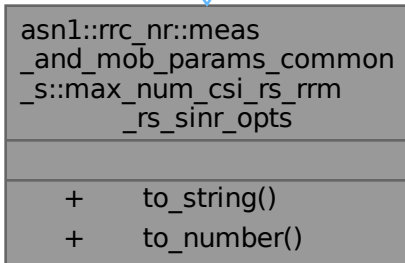 asn1::rrc_nr::meas
_and_mob_params_common
_s::max_num_csi_rs_rrm
_rs_sinr_opts
+ to_string()
+ to_number()